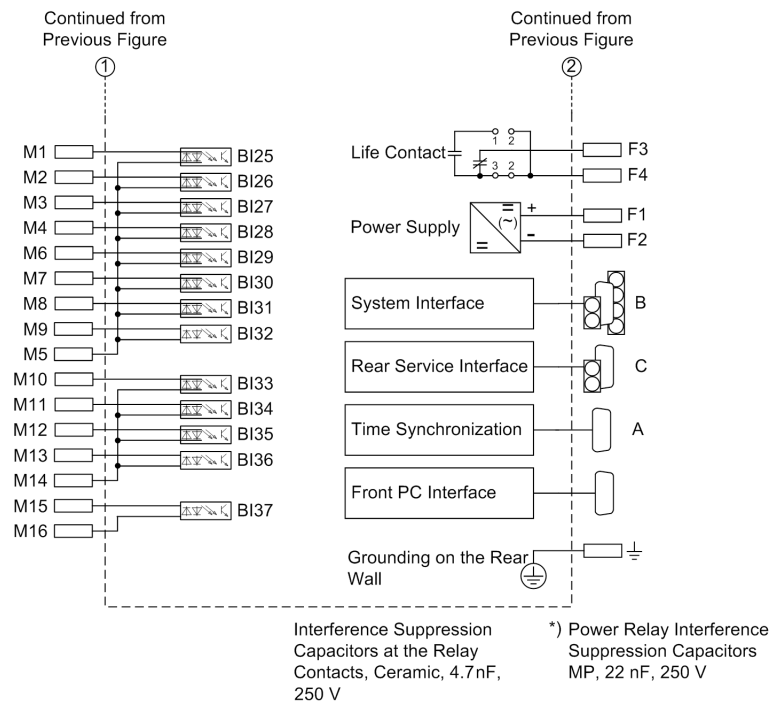 Continued from
Previous Figure
1
Continued from
Previous Figure
2
M1
BI25
M2
BI26
M3
BI27
M4
BI28
M6
BI29
M7
BI30
M8
BI31
M9
BI32
M5
M10
BI33
M11
BI34
M12
BI35
M13
BI36
M14
M15
BI37
M16
Life Contact
1 2
3 2
F3
F4
Power Supply
= (~)
=
+
-
F1
F2
System Interface
B
Rear Service Interface
C
Time Synchronization
A
Front PC Interface
Grounding on the Rear
Wall
Interference Suppression
Capacitors at the Relay
Contacts, Ceramic, 4.7nF,
250 V
*) Power Relay Interference
Suppression Capacitors
MP, 22 nF, 250 V